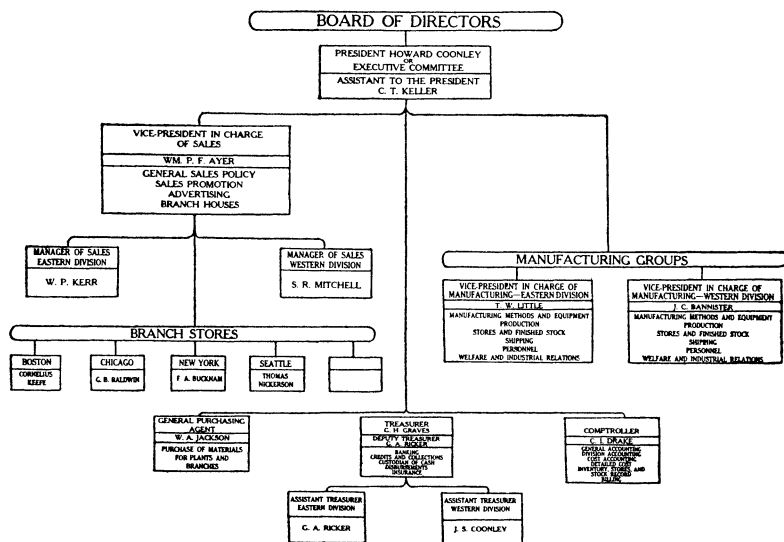 BOARD OF DIRECTORS
PRESIDENT HOWARD COONLEY
OR
EXECUTIVE COMMITTEE
ASSISTANT TO THE PRESIDENT
C. T. KELLER
VICE-PRESIDENT IN CHARGE
OF SALES
WM. P. F. AYER
GENERAL SALES POLICY
SALES PROMOTION
ADVERTISING
BRANCH HOUSES
MANAGER OF SALES
EASTERN DIVISION
W. P. KERR
MANAGER OF SALES
WESTERN DIVISION
S. R. MITCHELL
MANUFACTURING GROUPS
VICE-PRESIDENT IN CHARGE OF
MANUFACTURING—EASTERN DIVISION
T. W. LITTLE
MANUFACTURING METHODS AND EQUIPMENT
PRODUCTION
STORES AND FINISHED STOCK
SHIPPING
PERSONNEL
WELFARE AND INDUSTRIAL RELATIONS
VICE-PRESIDENT IN CHARGE OF
MANUFACTURING—WESTERN DIVISION
J. C. BANNISTER
MANUFACTURING METHODS AND EQUIPMENT
PRODUCTION
STORES AND FINISHED STOCK
SHIPPING
PERSONNEL
WELFARE AND INDUSTRIAL RELATIONS
BRANCH STORES
BOSTON
CORNELIUS
KEEFE
CHICAGO
G. B. BALDWIN
NEW YORK
F A. BUCKNAM
SEATTLE
THOMAS
NICKERSON
GENERAL PURCHASING
AGENT
W. A. JACKSON
PURCHASE OF MATERIALS
FOR PLANTS AND
BRANCHES
TREASURER
C. H GRAVES
DEPUTY TREASURER
G. A. RICKER
BANKING
CREDITS AND COLLECTIONS
CUSTODIAN OF CASH
DISBURSEMENTS
INSURANCE
COMPTROLLER
C. I. DRAKE
GENERAL ACCOUNTING
DIVISION ACCOUNTING
COST ACCOUNTING
DETAILED COST
INVENTORY, STORES, AND
STOCK RECORD
BILLING
ASSISTANT TREASURER
EASTERN DIVISION
G. A. RICKER
ASSISTANT TREASURER
WESTERN DIVISION
J. S. COONLEY